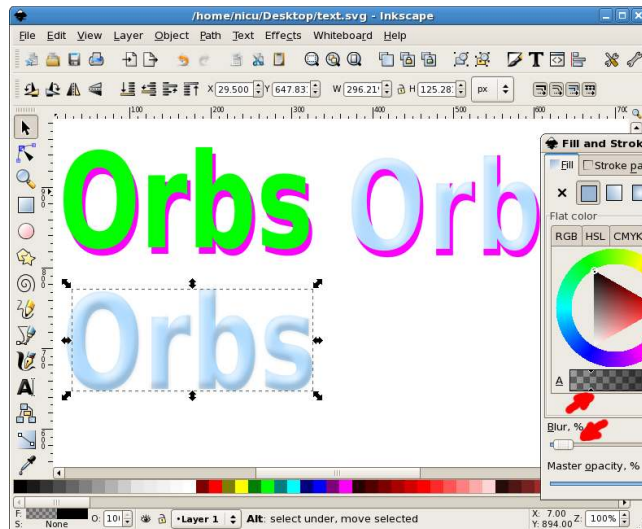 /home/nicu/Desktop/text.svg - Inkscape
File Edit View Layer Object Path Text Effects Whiteboard Help
X 29.500 Y 647.83 W 296.21 H 125.28 px
100 200 300 400 500 600
Fill and Strok
Orbs Orb
Fill Stroke pa
Flat color
RGB HSL CMYK
Orbs
A
Blur, %
Master opacity, %
F:
S: None O: 10 Layer 1 Alt: select under, move selected X: 7.00 Y: 894.00 Z: 100%